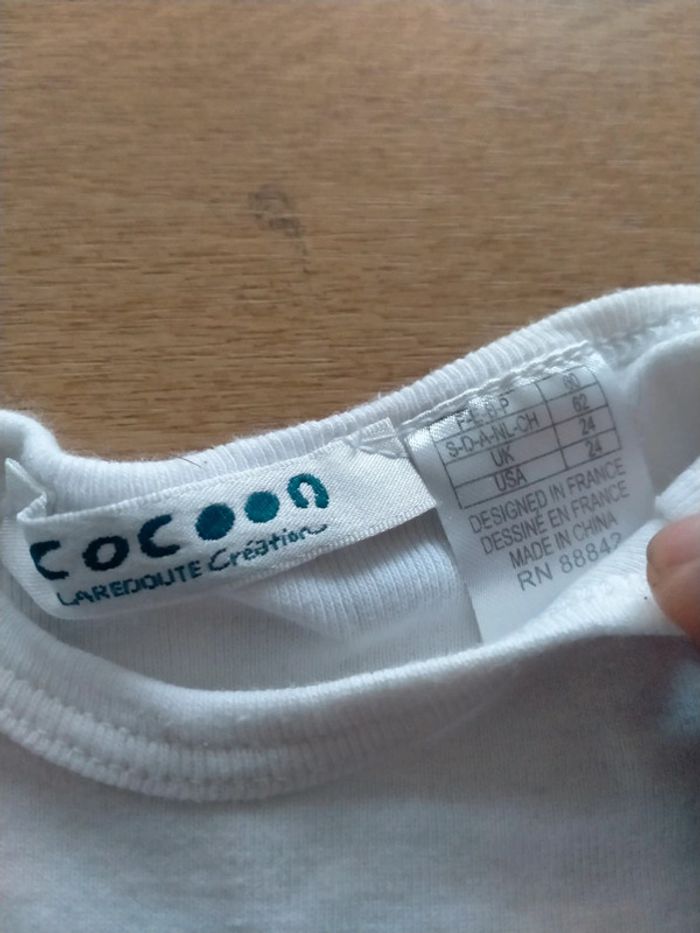 cocoon
LAREDOUTE Création
F-E-P 60
S-D-A-NL-CH 62
UK 24
USA 24
DESIGNED IN FRANCE
DESSINÉ EN FRANCE
MADE IN CHINA
RN 88842